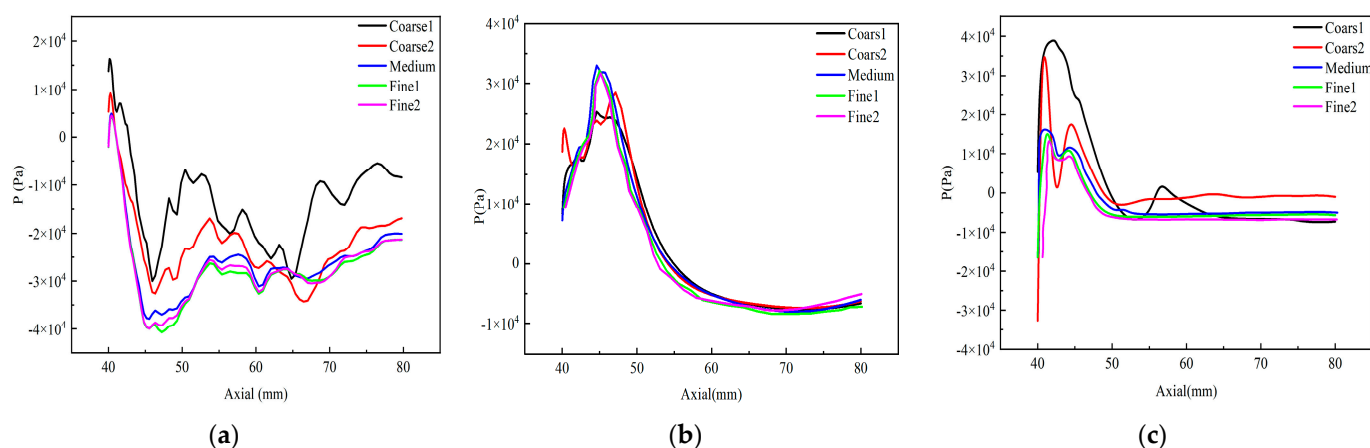 2×10⁴
1×10⁴
0
-1×10⁴
-2×10⁴
-3×10⁴
-4×10⁴
P (Pa)
40 50 60 70 80
Axial (mm)
Coarse1
Coarse2
Medium
Fine1
Fine2
(a)
4×10⁴
3×10⁴
2×10⁴
1×10⁴
0
-1×10⁴
P(Pa)
40 50 60 70 80
Axial(mm)
Coars1
Coars2
Medium
Fine1
Fine2
(b)
4×10⁴
3×10⁴
2×10⁴
1×10⁴
0
-1×10⁴
-2×10⁴
-3×10⁴
-4×10⁴
P(Pa)
40 50 60 70 80
Axial(mm)
Coars1
Coars2
Medium
Fine1
Fine2
(c)